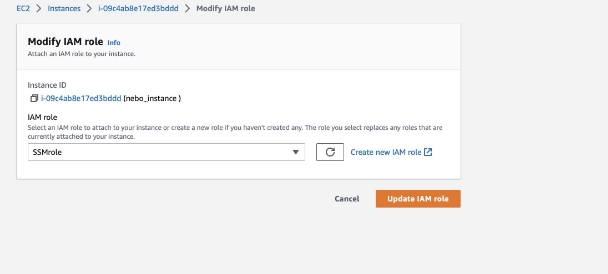 EC2 > Instances > i-09c4ab8e17ed3bddd > Modify IAM role
Modify IAM role Info
Attach an IAM role to your instance.
Instance ID
i-09c4ab8e17ed3bddd (nebo_instance )
IAM role
Select an IAM role to attach to your instance or create a new role if you haven't created any. The role you select replaces any roles that are
currently attached to your instance.
SSMrole
Create new IAM role
Cancel
Update IAM role